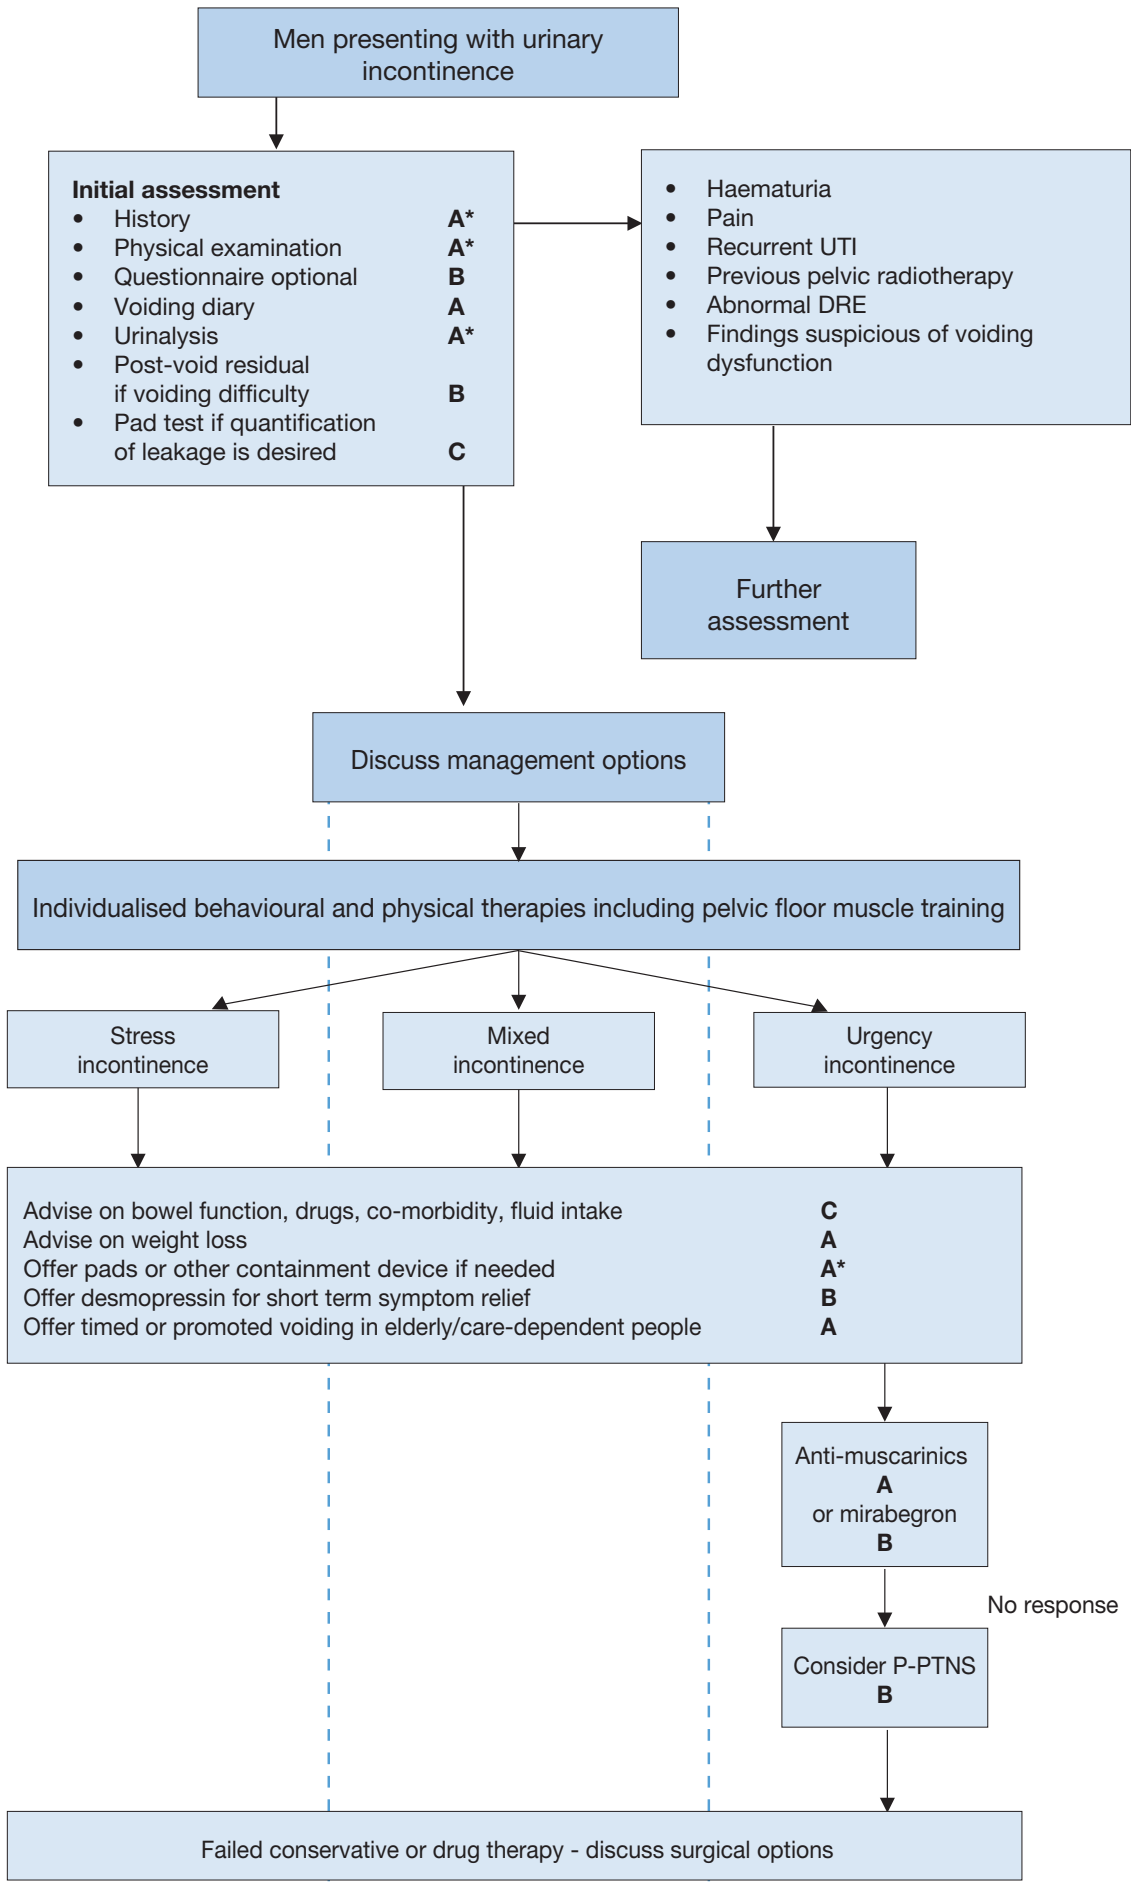 Men presenting with urinary
incontinence
Initial assessment
• History A*
• Physical examination A*
• Questionnaire optional B
• Voiding diary A
• Urinalysis A*
• Post-void residual
if voiding difficulty B
• Pad test if quantification
of leakage is desired C
• Haematuria
• Pain
• Recurrent UTI
• Previous pelvic radiotherapy
• Abnormal DRE
• Findings suspicious of voiding
dysfunction
Further
assessment
Discuss management options
Individualised behavioural and physical therapies including pelvic floor muscle training
Stress
incontinence
Mixed
incontinence
Urgency
incontinence
Advise on bowel function, drugs, co-morbidity, fluid intake C
Advise on weight loss A
Offer pads or other containment device if needed A*
Offer desmopressin for short term symptom relief B
Offer timed or promoted voiding in elderly/care-dependent people A
Anti-muscarinics
A
or mirabegron
B
No response
Consider P-PTNS
B
Failed conservative or drug therapy - discuss surgical options